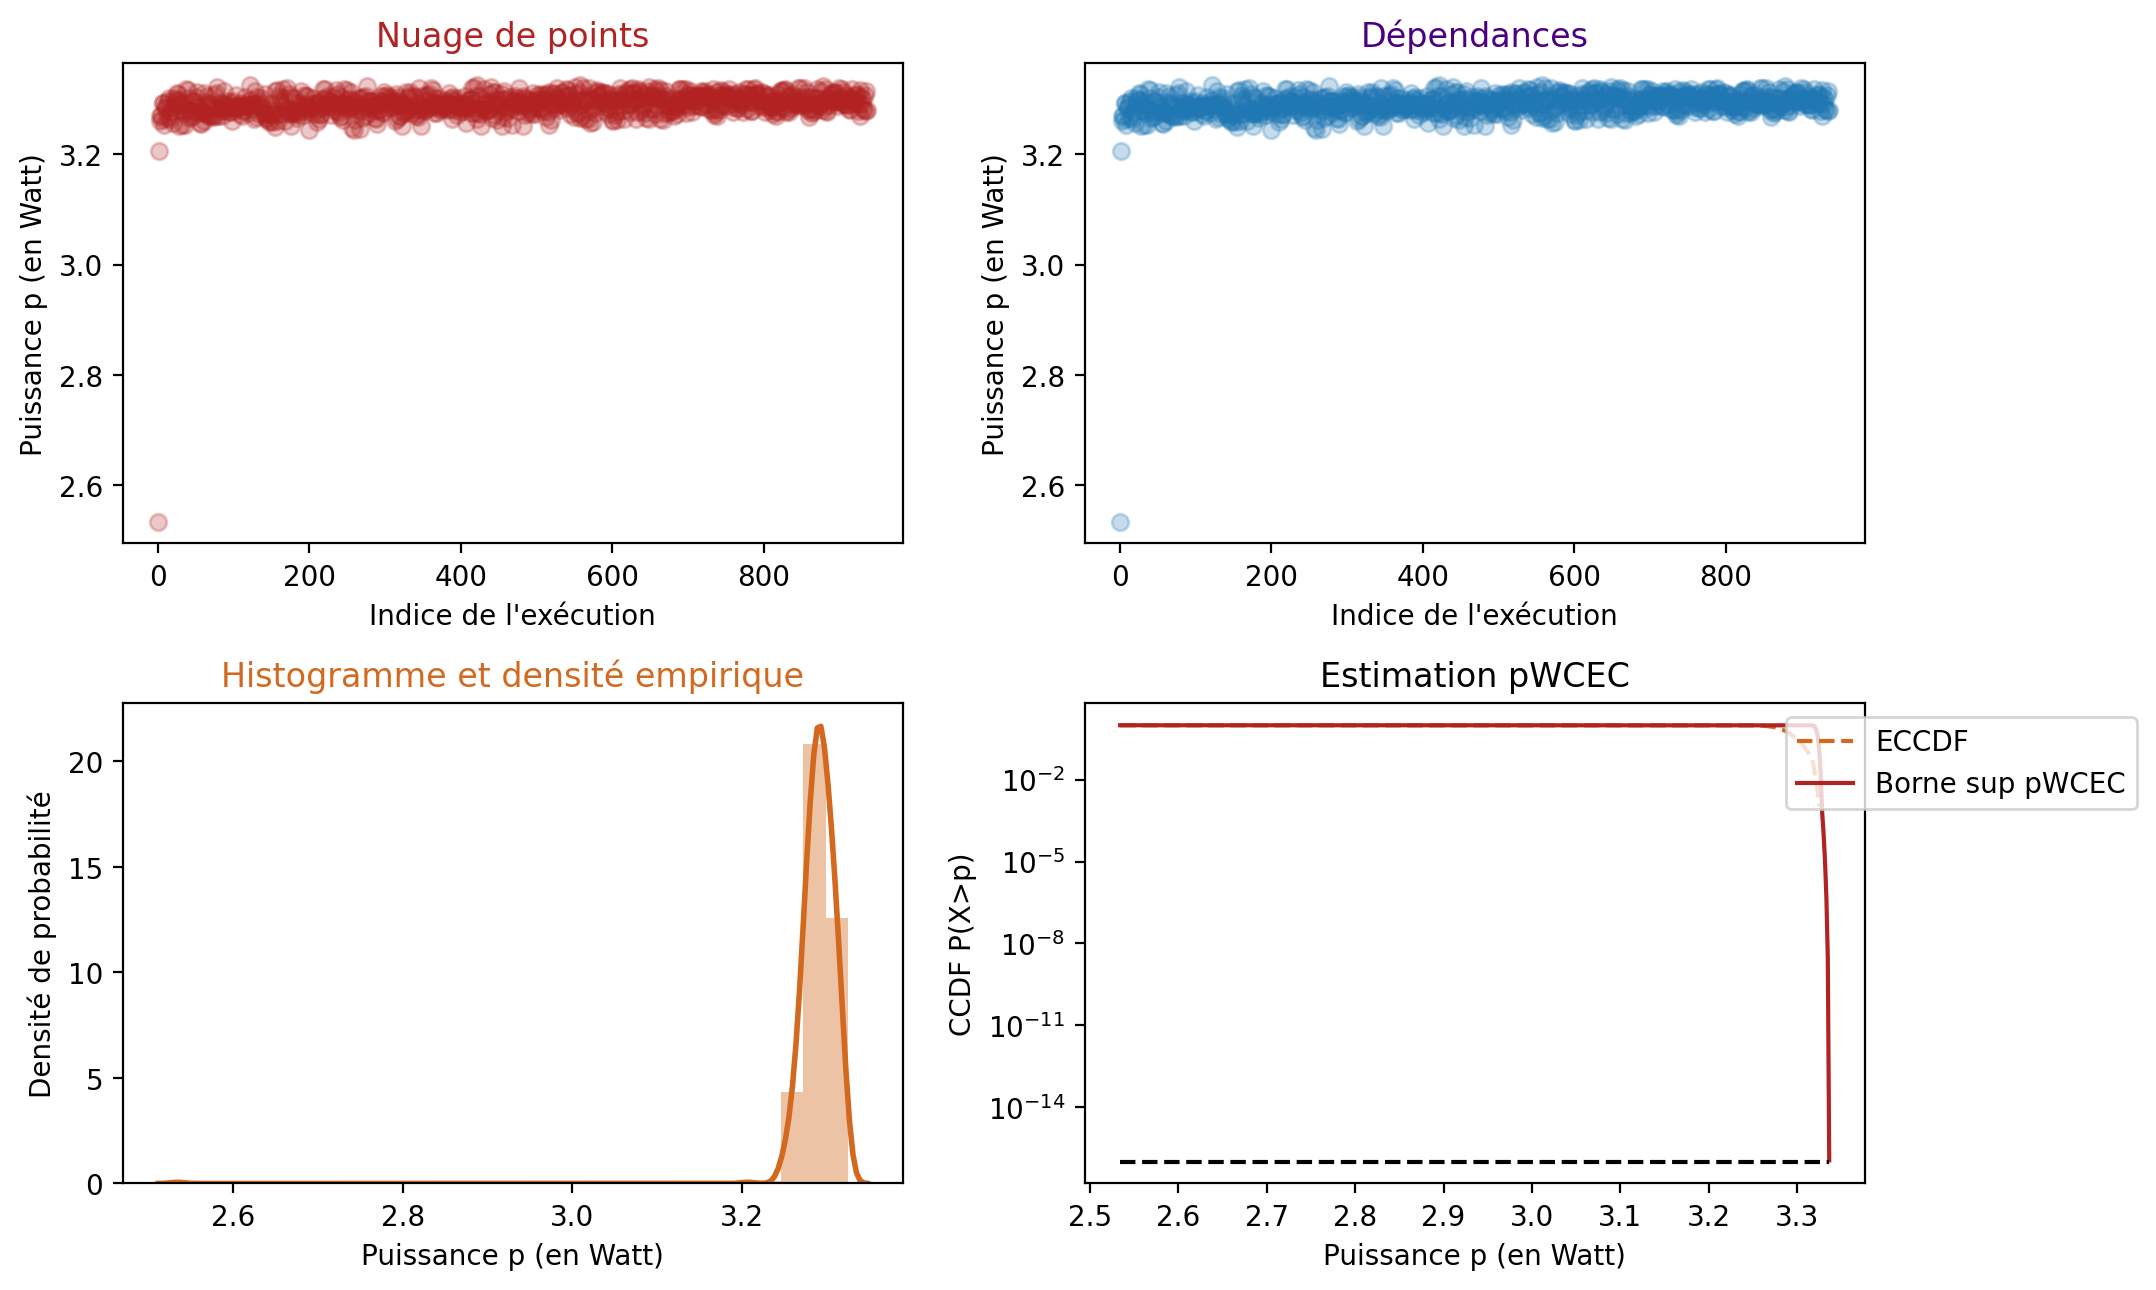 Nuage de points
Puissance p (en Watt)
3.2
3.0
2.8
2.6
0 200 400 600 800
Indice de l'exécution
Dépendances
Puissance p (en Watt)
3.2
3.0
2.8
2.6
0 200 400 600 800
Indice de l'exécution
Histogramme et densité empirique
Densité de probabilité
20
15
10
5
0
2.6 2.8 3.0 3.2
Puissance p (en Watt)
Estimation pWCEC
CCDF P(X>p)
10⁻²
10⁻⁵
10⁻⁸
10⁻¹¹
10⁻¹⁴
ECCDF
Borne sup pWCEC
2.5 2.6 2.7 2.8 2.9 3.0 3.1 3.2 3.3
Puissance p (en Watt)